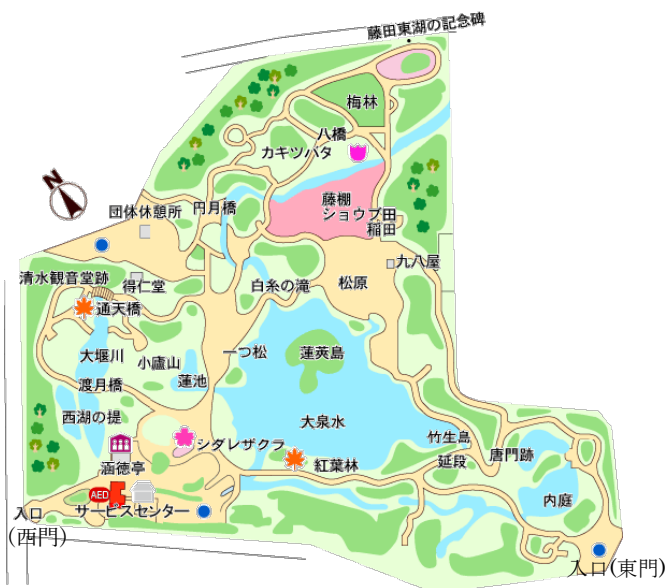 藤田東湖の記念碑
梅林
八橋
カキツバタ
N
藤棚
ショウブ田
稲田
団体休憩所
円月橋
九八屋
清水観音堂跡
得仁堂
白糸の滝
松原
通天橋
大堰川
小廬山
一つ松
蓬莱島
渡月橋
蓮池
西湖の堤
大泉水
シダレザクラ
竹生島
延段
唐門跡
涵徳亭
紅葉林
内庭
AED
サービスセンター
入口
(西門)
入口(東門)